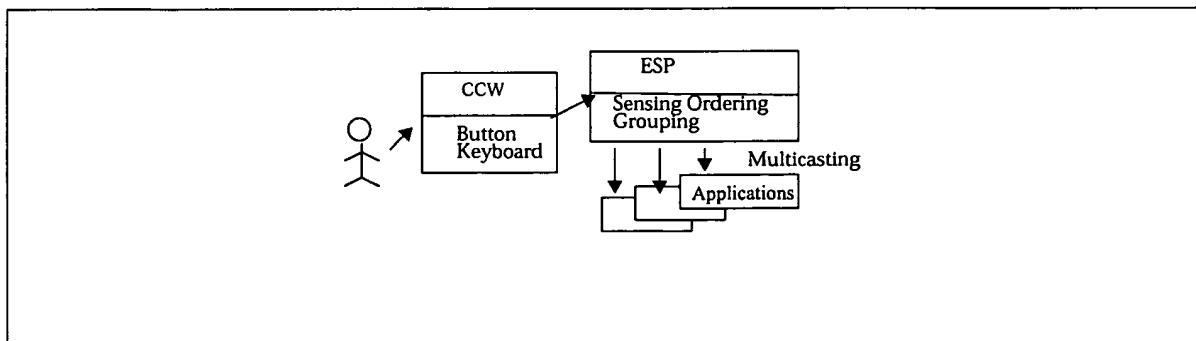 ESP
CCW
Sensing Ordering
Grouping
Button
Keyboard
Multicasting
Applications